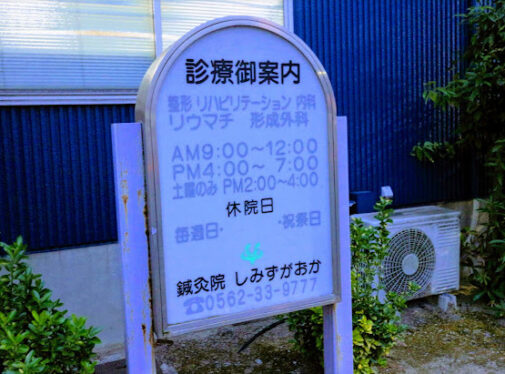 診療御案内
整形 リハビリテーション 内科
リウマチ 形成外科
AM9:00〜12:00
PM4:00〜 7:00
土曜のみ PM2:00〜4:00
休院日
毎週日・ ・祝祭日
鍼灸院 しみずがおか
☎0562-33-9777